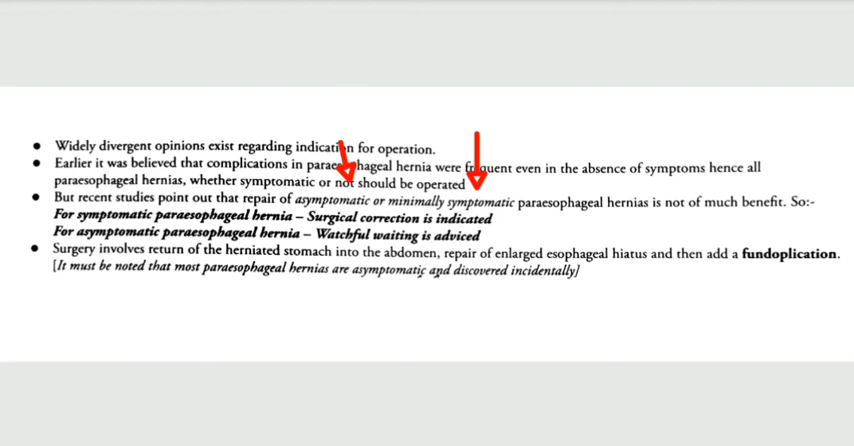 ● Widely divergent opinions exist regarding indication for operation.
● Earlier it was believed that complications in paraesophageal hernia were frequent even in the absence of symptoms hence all
paraesophageal hernias, whether symptomatic or not should be operated
● But recent studies point out that repair of asymptomatic or minimally symptomatic paraesophageal hernias is not of much benefit. So:-
For symptomatic paraesophageal hernia – Surgical correction is indicated
For asymptomatic paraesophageal hernia – Watchful waiting is adviced
● Surgery involves return of the herniated stomach into the abdomen, repair of enlarged esophageal hiatus and then add a fundoplication.
[It must be noted that most paraesophageal hernias are asymptomatic and discovered incidentally]